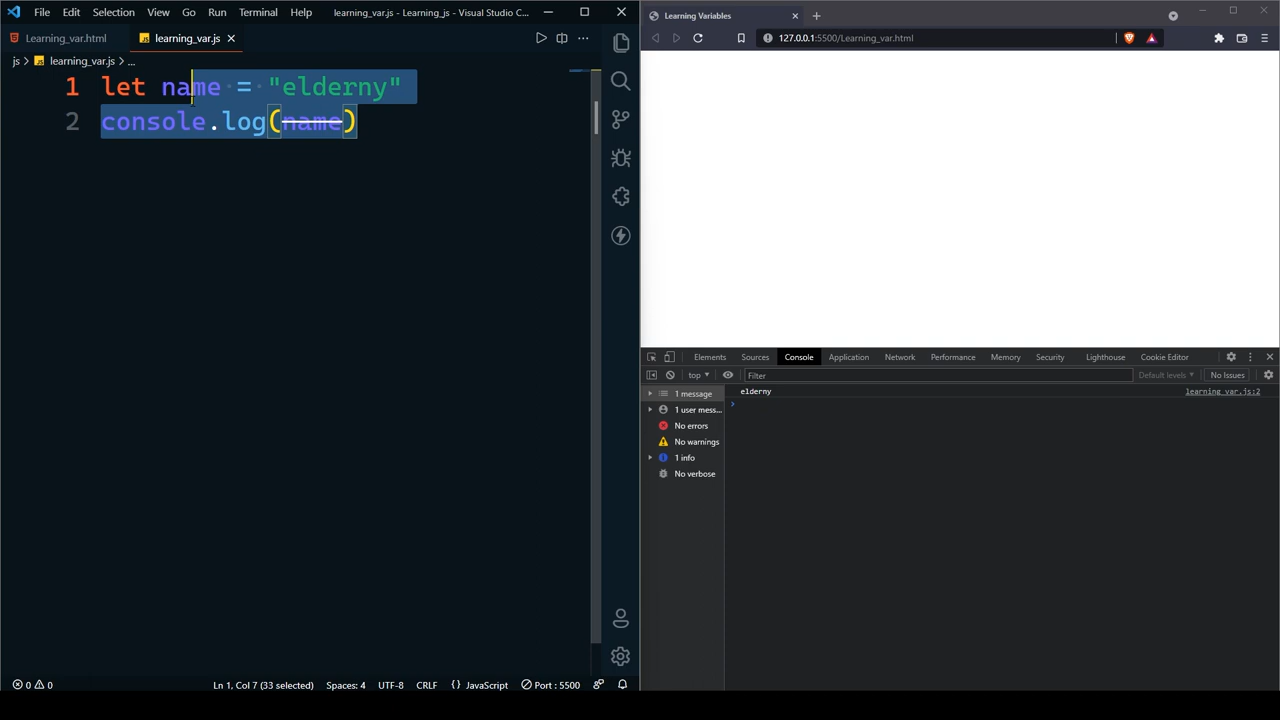 File Edit Selection View Go Run Terminal Help learning_var.js - Learning_js - Visual Studio C...
Learning_var.html learning_var.js
js > learning_var.js > ...
1 let name = "elderny"
2 console.log(name)
0 0 Ln 1, Col 7 (33 selected) Spaces: 4 UTF-8 CRLF {} JavaScript Port : 5500
Learning Variables
127.0.0.1:5500/Learning_var.html
Elements Sources Console Application Network Performance Memory Security Lighthouse Cookie Editor
top Filter Default levels No Issues
1 message
1 user mess...
No errors
No warnings
1 info
No verbose
elderny learning_var.js:2